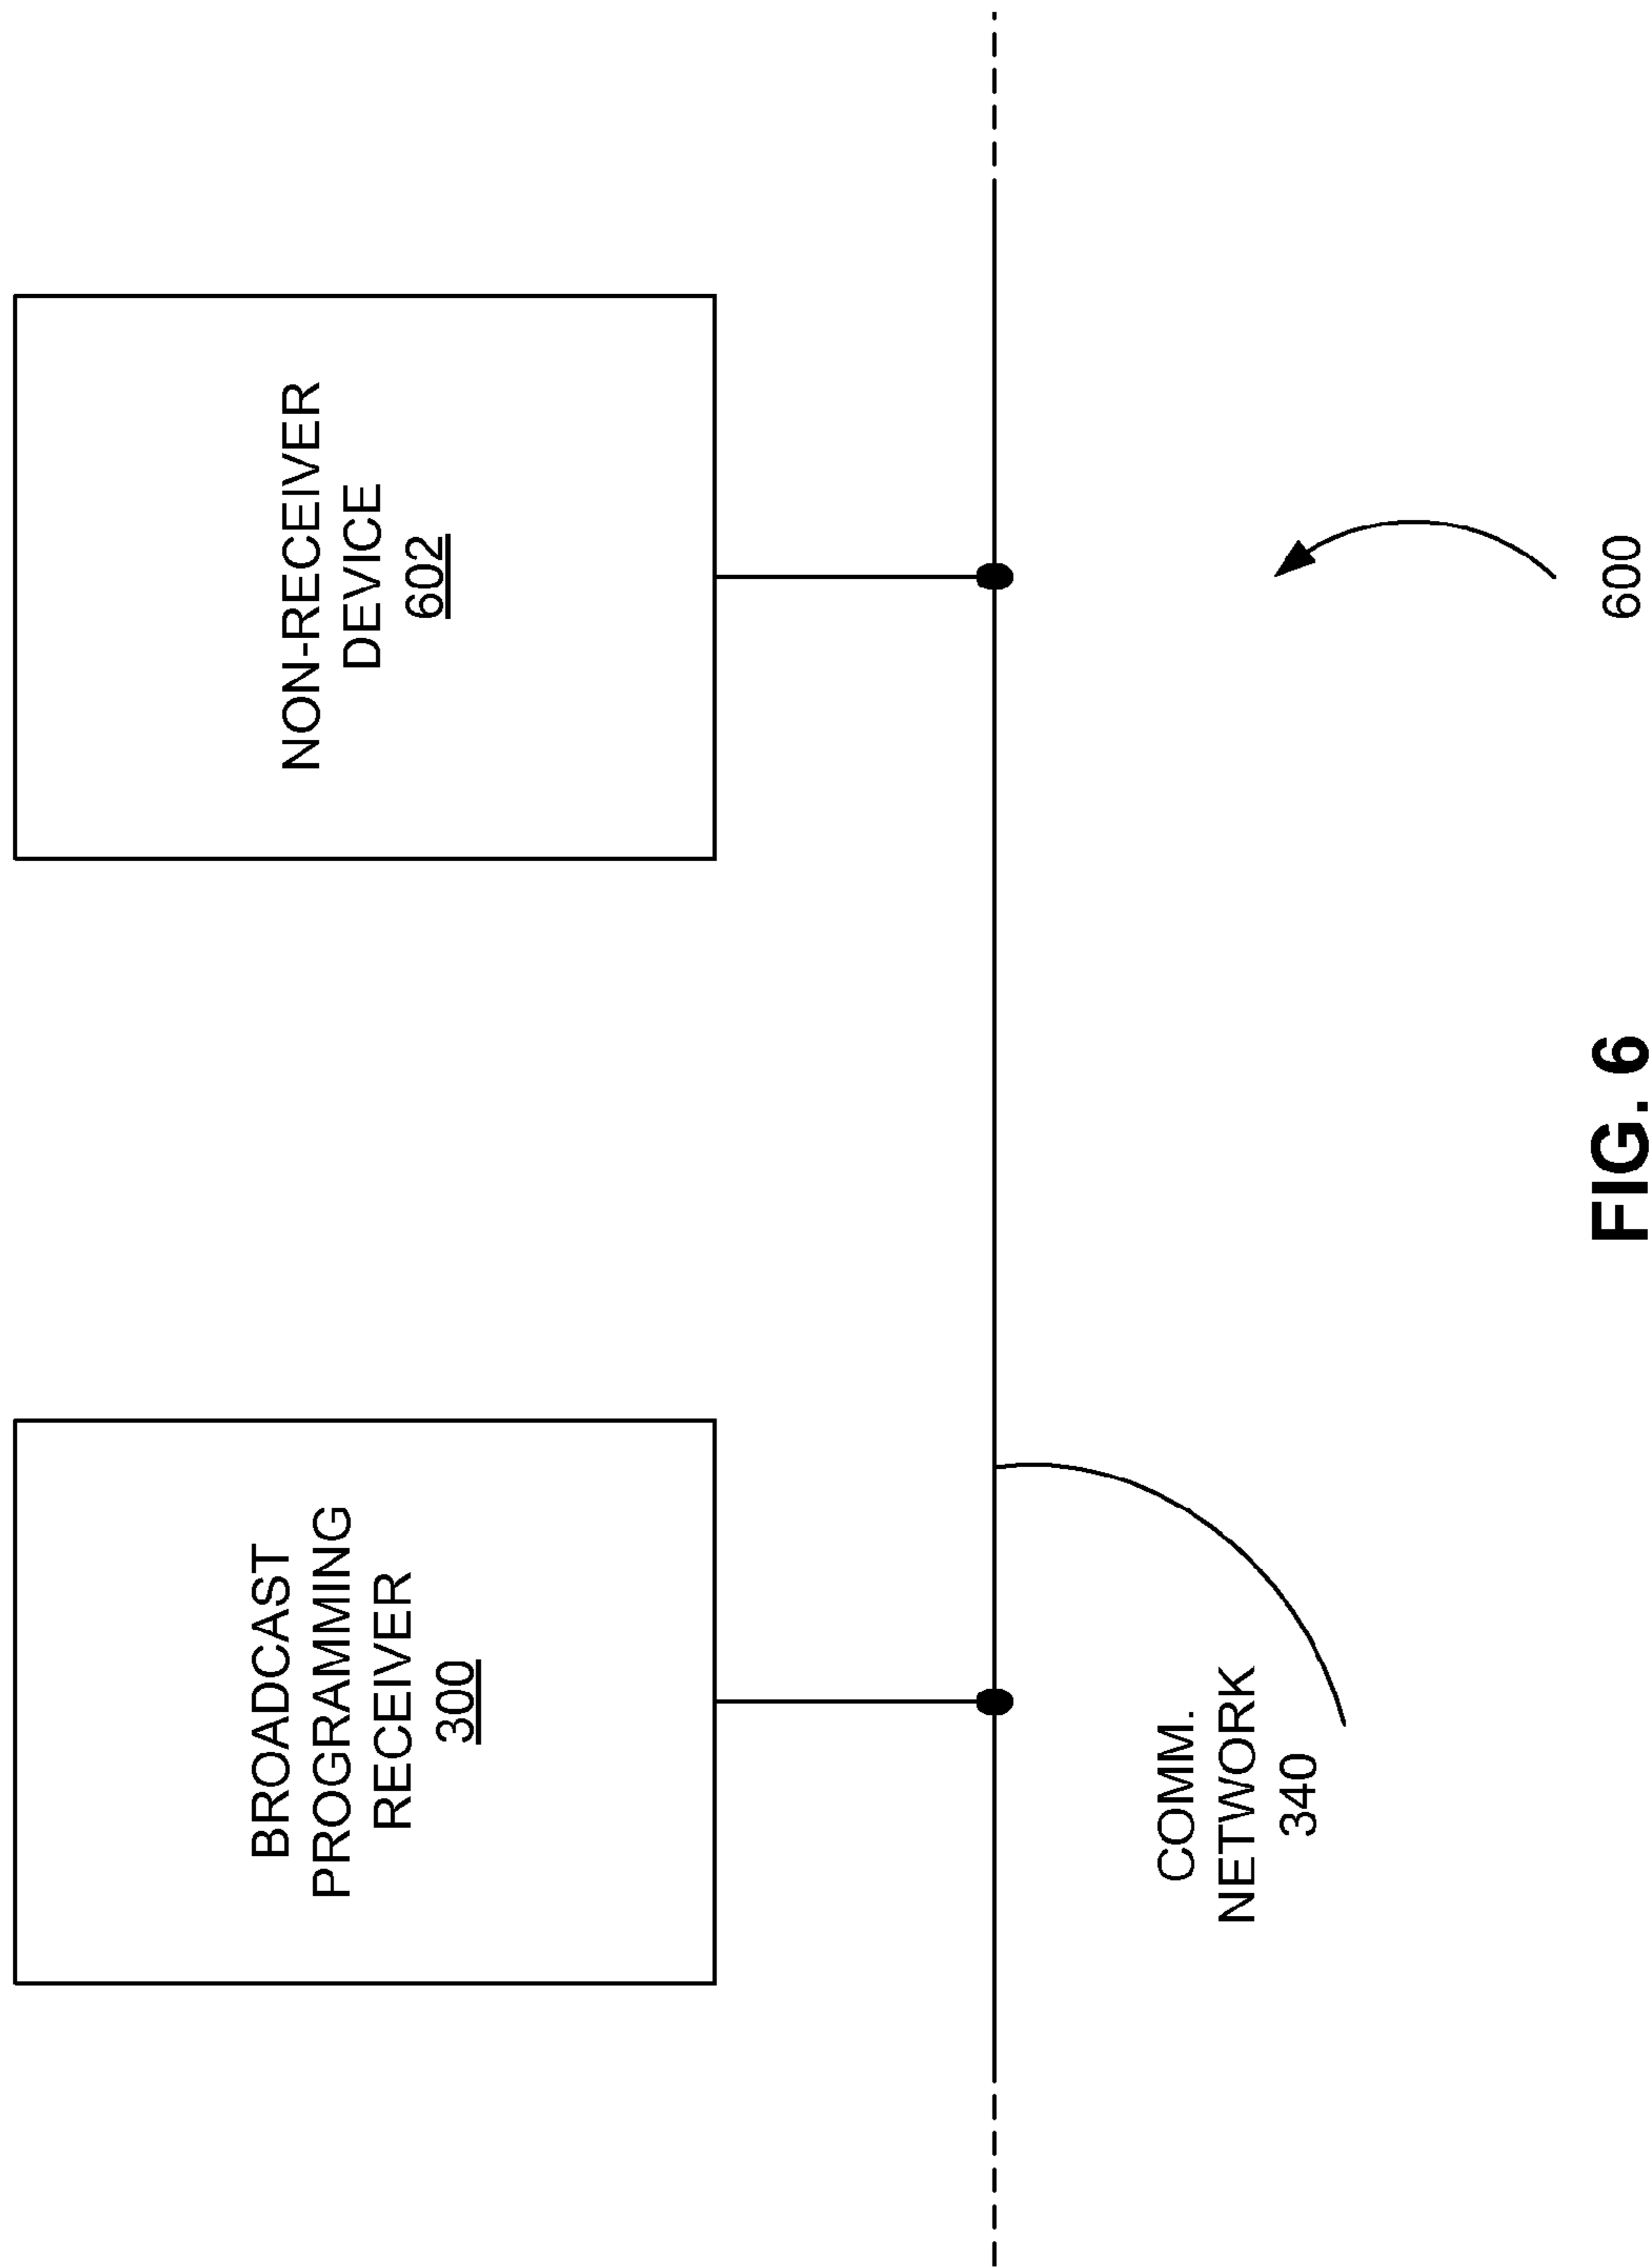 BROADCAST
PROGRAMMING
RECEIVER
300
NON-RECEIVER
DEVICE
602
COMM.
NETWORK
340
600
FIG. 6